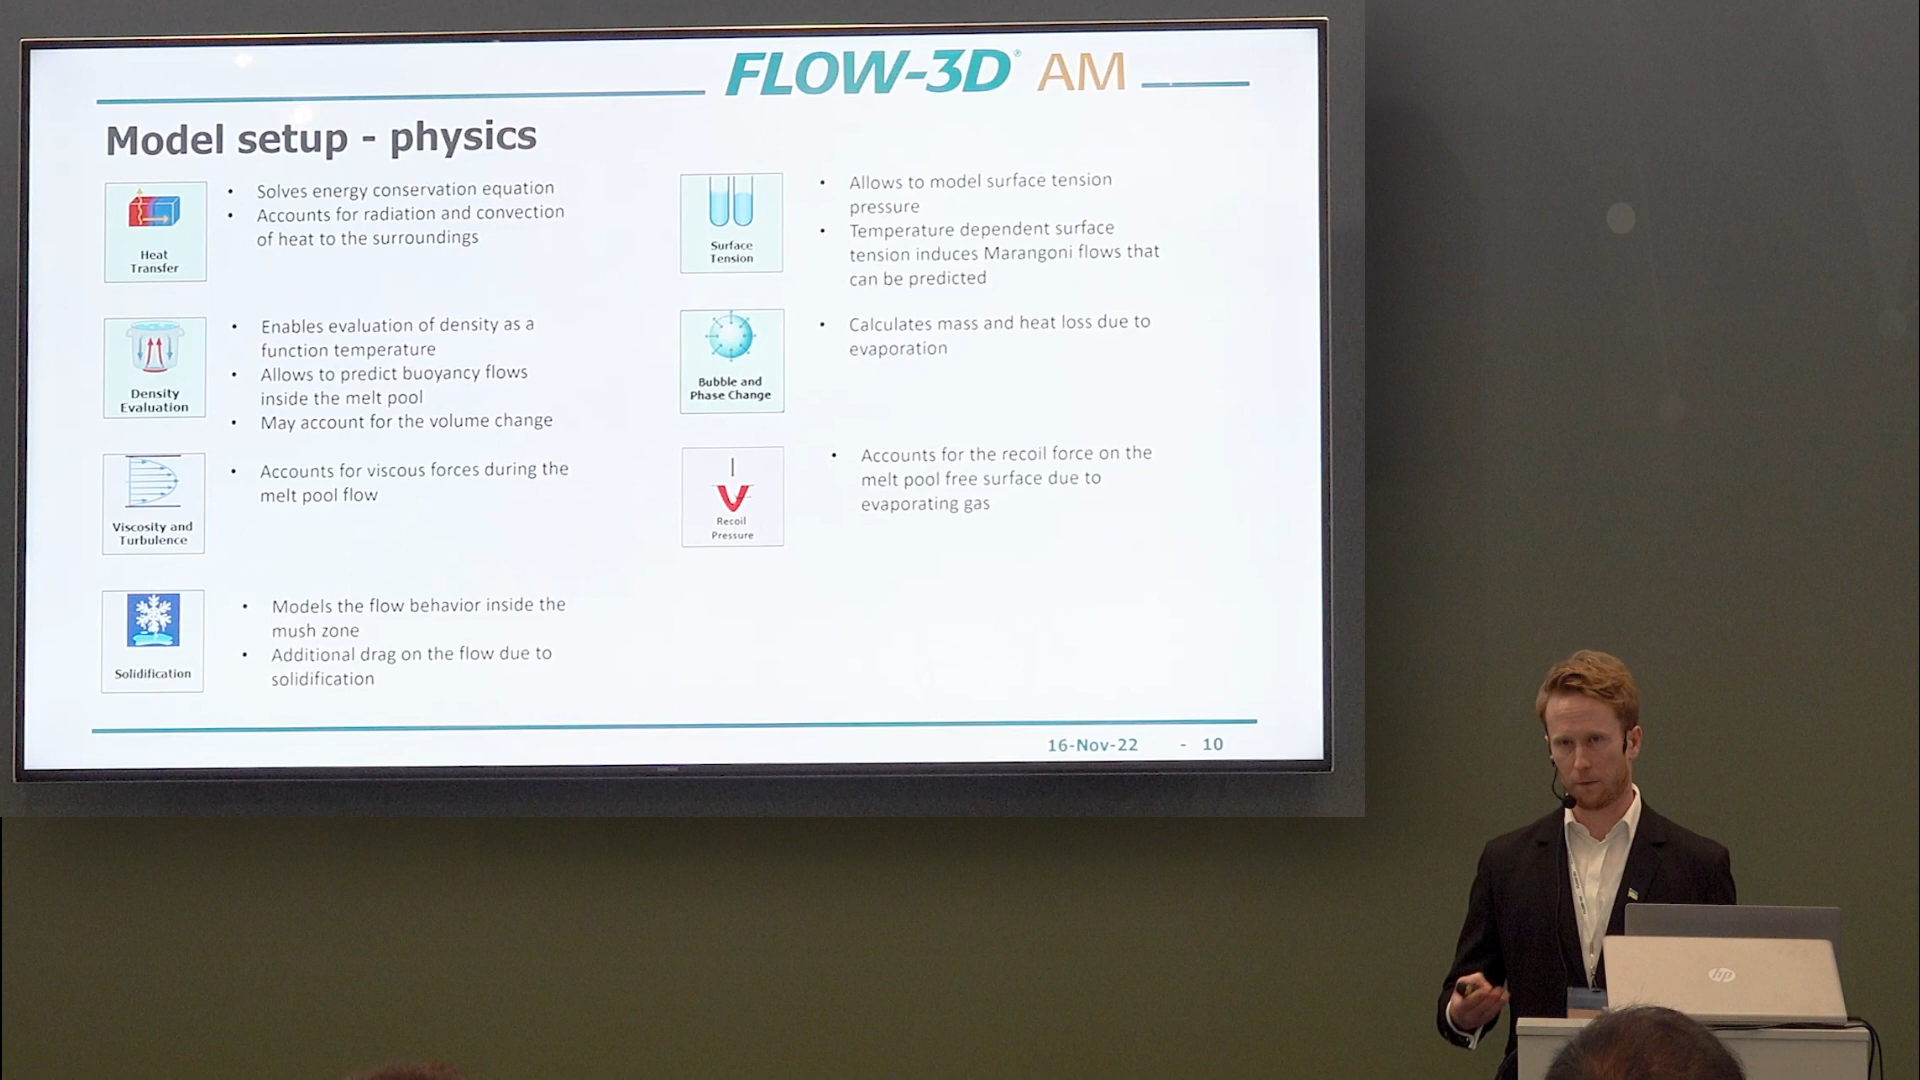 FLOW-3D® AM
Model setup - physics
Heat
Transfer
• Solves energy conservation equation
• Accounts for radiation and convection
of heat to the surroundings
Density
Evaluation
• Enables evaluation of density as a
function temperature
• Allows to predict buoyancy flows
inside the melt pool
• May account for the volume change
Viscosity and
Turbulence
• Accounts for viscous forces during the
melt pool flow
Solidification
• Models the flow behavior inside the
mush zone
• Additional drag on the flow due to
solidification
Surface
Tension
• Allows to model surface tension
pressure
• Temperature dependent surface
tension induces Marangoni flows that
can be predicted
Bubble and
Phase Change
• Calculates mass and heat loss due to
evaporation
Recoil
Pressure
• Accounts for the recoil force on the
melt pool free surface due to
evaporating gas
16-Nov-22 - 10
hp